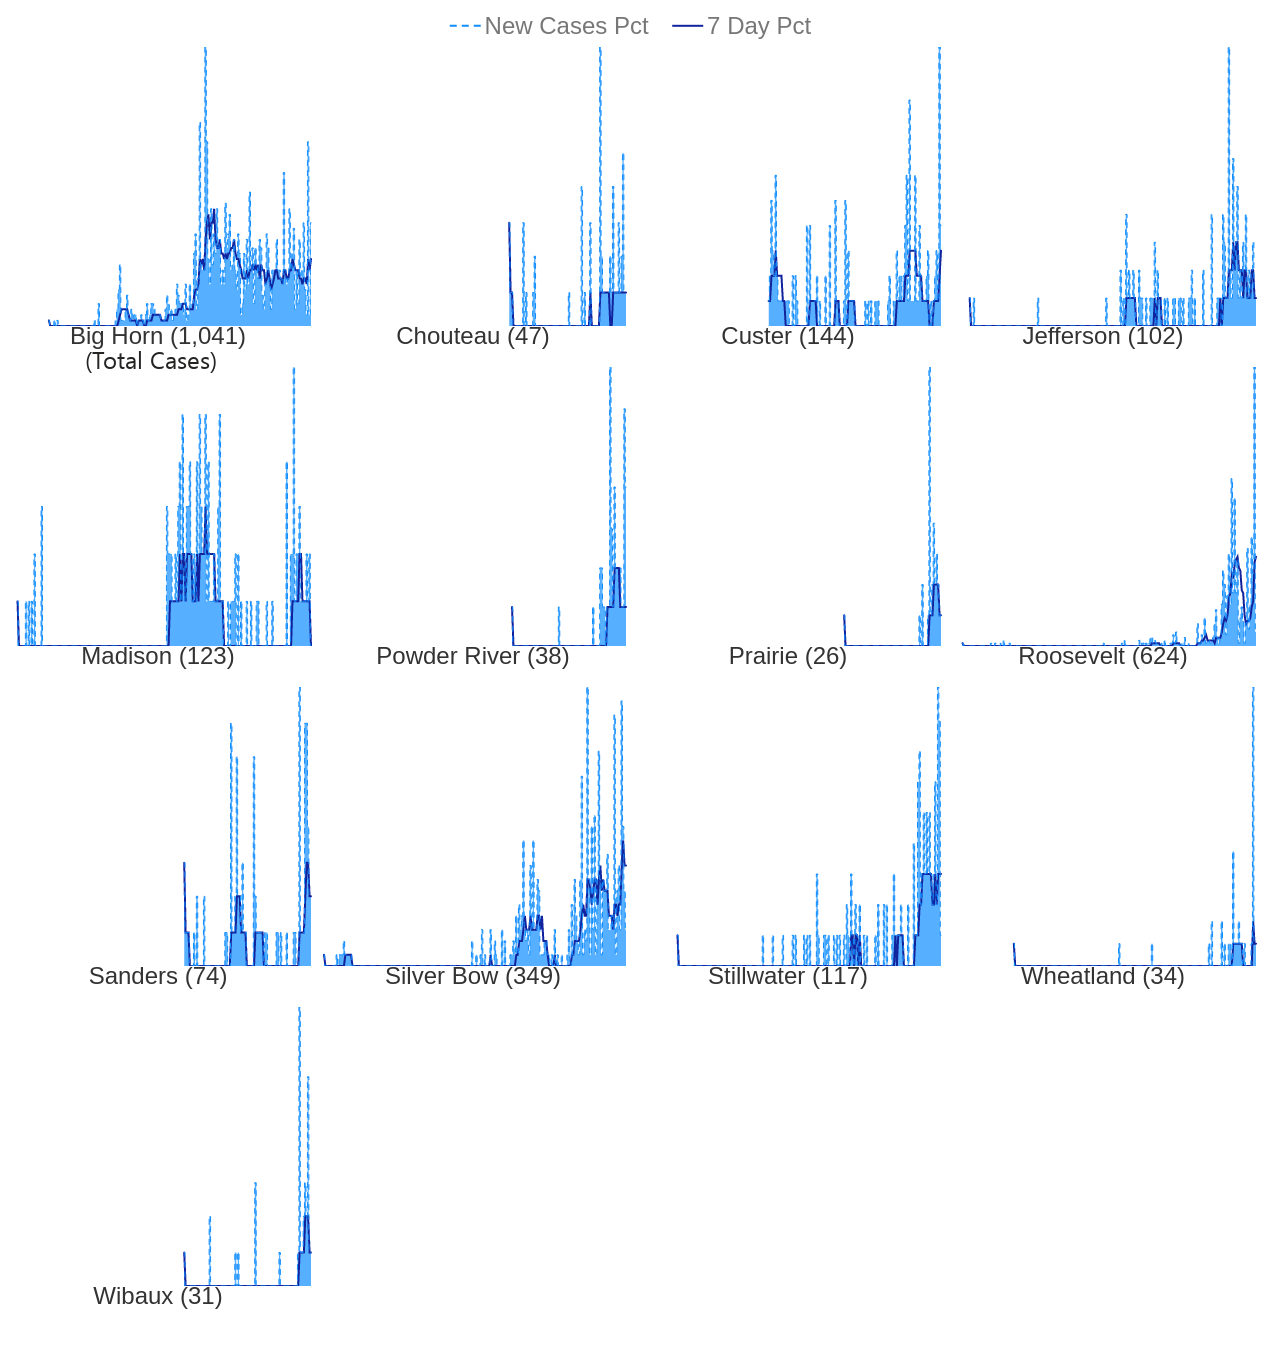 New Cases Pct 7 Day Pct
Big Horn (1,041) Chouteau (47) Custer (144) Jefferson (102)
(Total Cases)
Madison (123) Powder River (38) Prairie (26) Roosevelt (624)
Sanders (74) Silver Bow (349) Stillwater (117) Wheatland (34)
Wibaux (31)